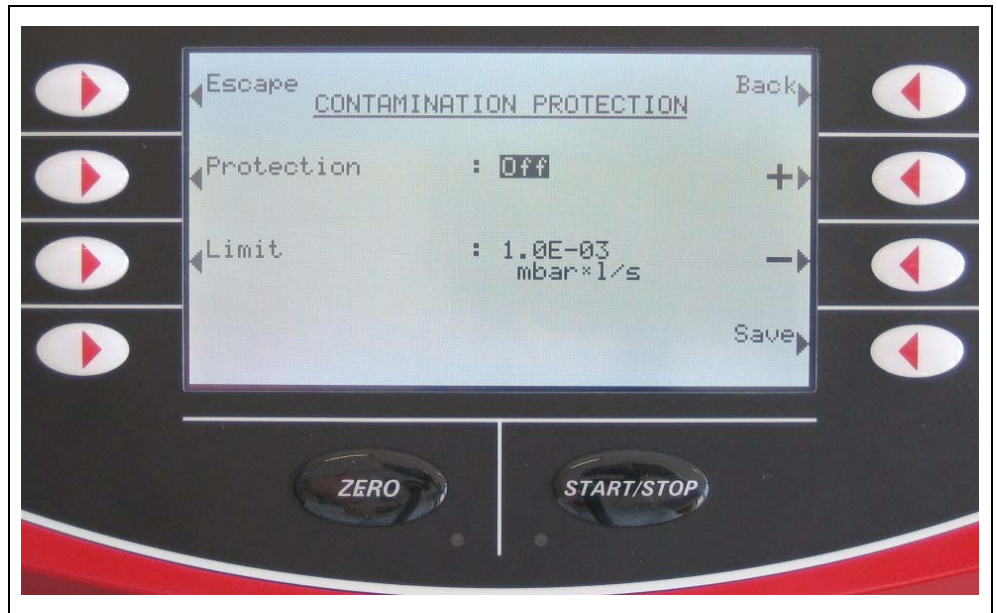 Escape Back
CONTAMINATION PROTECTION
Protection : Off +
Limit : 1.0E-03 −
mbar×l/s
Save
ZERO START/STOP